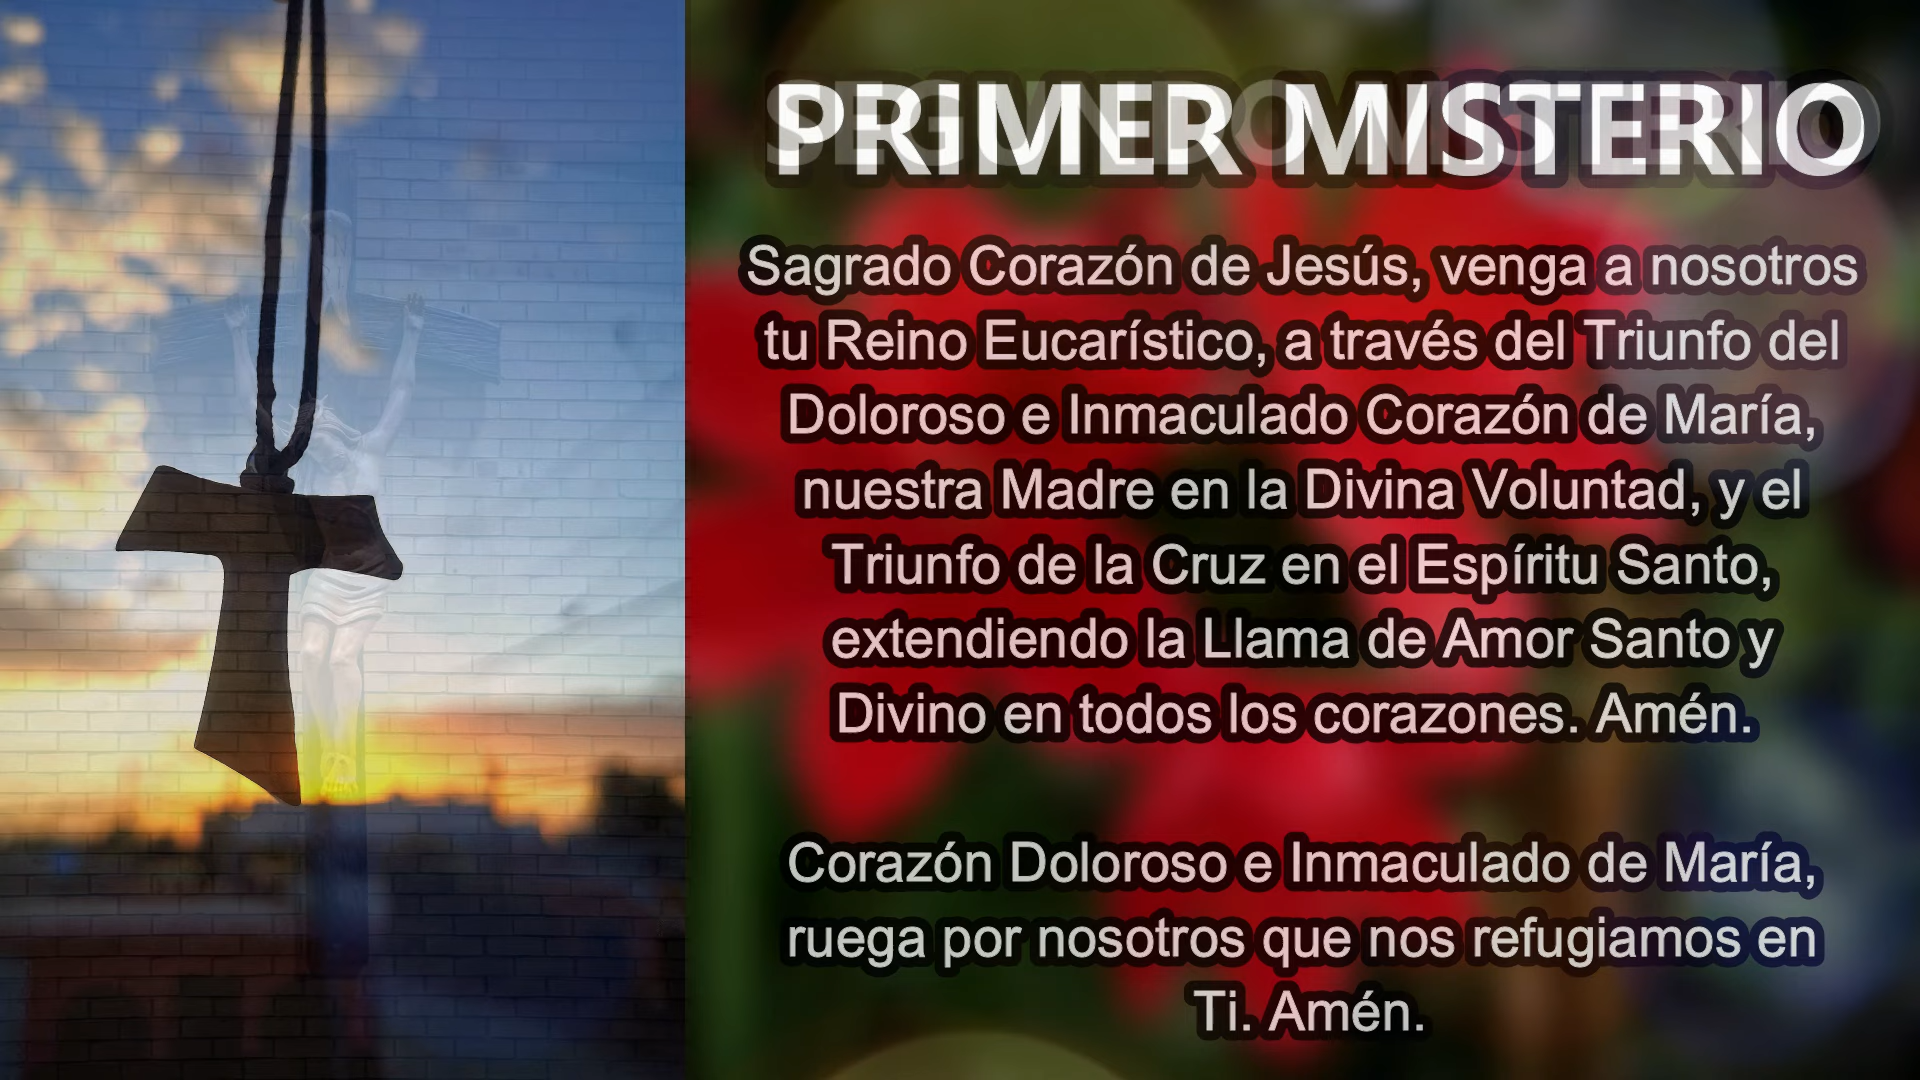 PRIMER MISTERIO
SEGUNDO MISTERIO
Sagrado Corazón de Jesús, venga a nosotros
tu Reino Eucarístico, a través del Triunfo del
Doloroso e Inmaculado Corazón de María,
nuestra Madre en la Divina Voluntad, y el
Triunfo de la Cruz en el Espíritu Santo,
extendiendo la Llama de Amor Santo y
Divino en todos los corazones. Amén.
Corazón Doloroso e Inmaculado de María,
ruega por nosotros que nos refugiamos en
Ti. Amén.